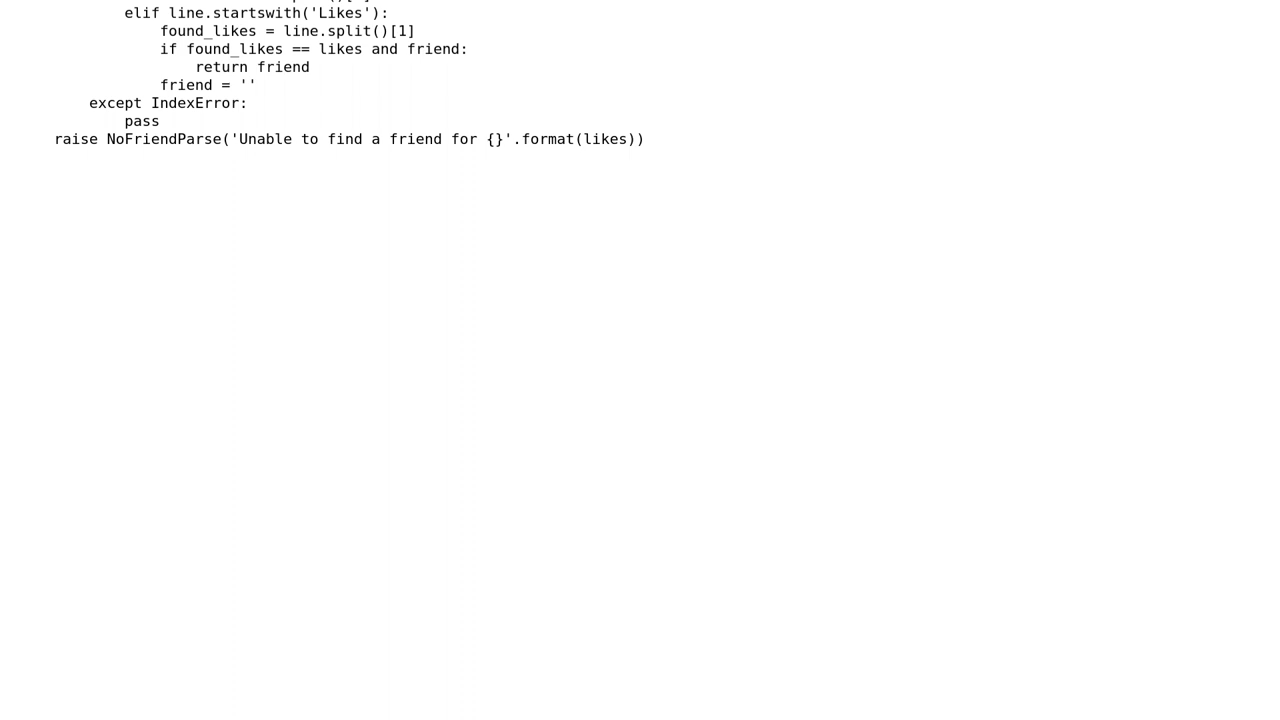 elif line.startswith('Likes'):
            found_likes = line.split()[1]
            if found_likes == likes and friend:
                return friend
            friend = ''
    except IndexError:
        pass
raise NoFriendParse('Unable to find a friend for {}'.format(likes))